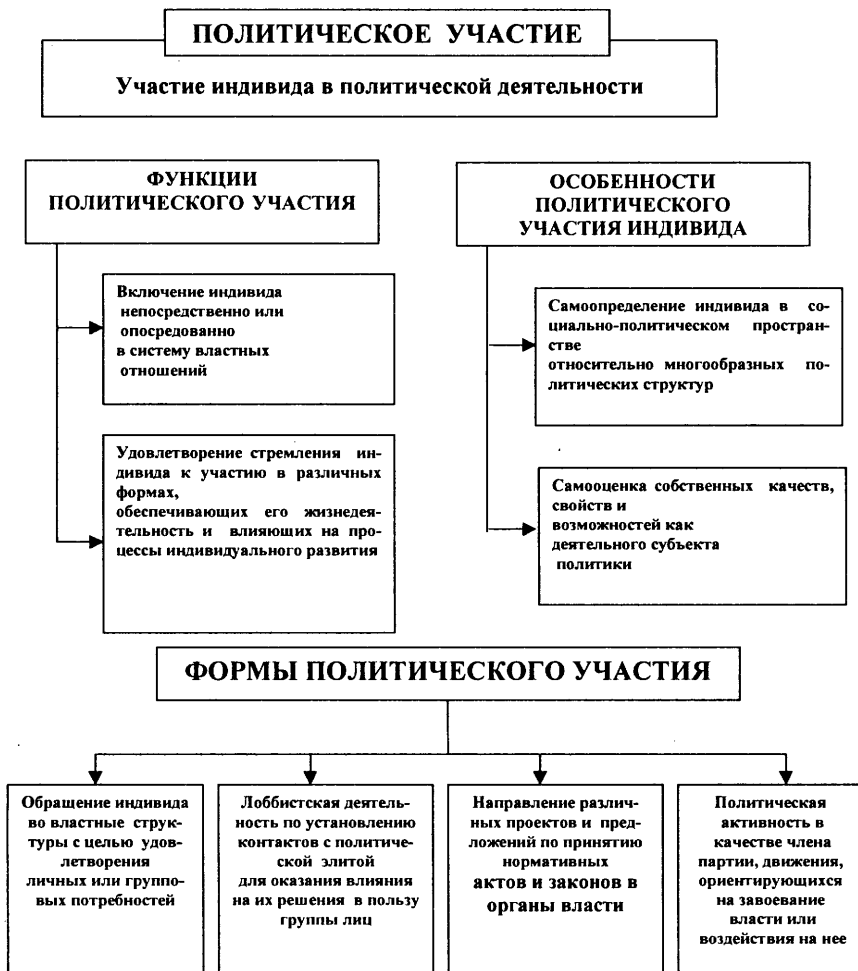 ПОЛИТИЧЕСКОЕ УЧАСТИЕ
Участие индивида в политической деятельности
ФУНКЦИИ
ПОЛИТИЧЕСКОГО УЧАСТИЯ
Включение индивида
непосредственно или
опосредованно
в систему властных
отношений
Удовлетворение стремления ин-
дивида к участию в различных
формах,
обеспечивающих его жизнедея-
тельность и влияющих на про-
цессы индивидуального развития
ОСОБЕННОСТИ
ПОЛИТИЧЕСКОГО
УЧАСТИЯ ИНДИВИДА
Самоопределение индивида в со-
циально-политическом простран-
стве
относительно многообразных по-
литических структур
Самооценка собственных качеств,
свойств и
возможностей как
деятельного субъекта
политики
ФОРМЫ ПОЛИТИЧЕСКОГО УЧАСТИЯ
Обращение индивида
во властные струк-
туры с целью удов-
летворения
личных или группо-
вых потребностей
Лоббистская деятель-
ность по установлению
контактов с политиче-
ской элитой
для оказания влияния
на их решения в пользу
группы лиц
Направление различ-
ных проектов и пред-
ложений по принятию
нормативных
актов и законов в
органы власти
Политическая
активность в
качестве члена
партии, движения,
ориентирующихся
на завоевание
власти или
воздействия на нее